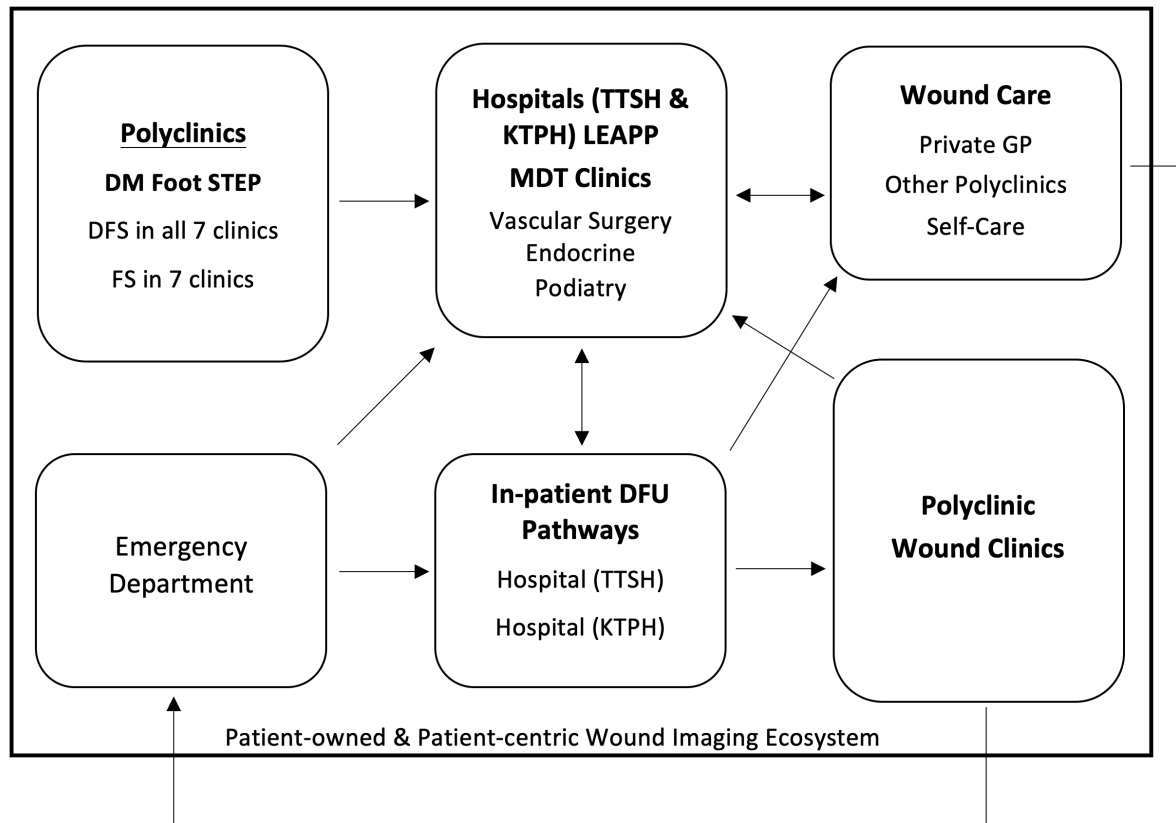 Polyclinics
DM Foot STEP
DFS in all 7 clinics
FS in 7 clinics
Hospitals (TTSH &
KTPH) LEAPP
MDT Clinics
Vascular Surgery
Endocrine
Podiatry
Wound Care
Private GP
Other Polyclinics
Self-Care
Emergency
Department
In-patient DFU
Pathways
Hospital (TTSH)
Hospital (KTPH)
Polyclinic
Wound Clinics
Patient-owned & Patient-centric Wound Imaging Ecosystem